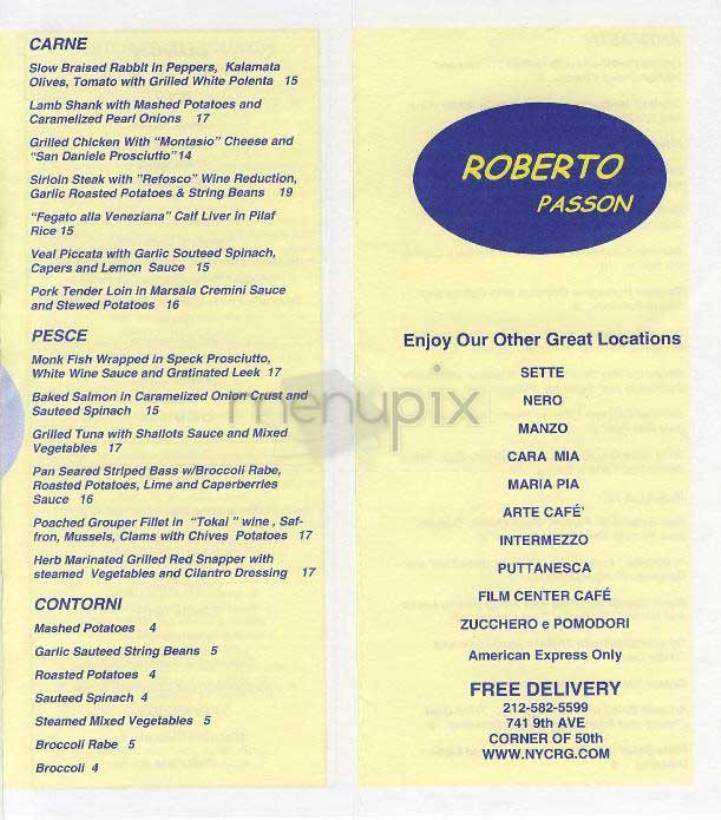 CARNE
Slow Braised Rabbit in Peppers, Kalamata
Olives, Tomato with Grilled White Polenta 15
Lamb Shank with Mashed Potatoes and
Caramelized Pearl Onions 17
Grilled Chicken With "Montasio" Cheese and
"San Daniele Prosciutto"14
Sirloin Steak with "Refosco" Wine Reduction,
Garlic Roasted Potatoes & String Beans 19
"Fegato alla Veneziana" Calf Liver in Pilaf
Rice 15
Veal Piccata with Garlic Souteed Spinach,
Capers and Lemon Sauce 15
Pork Tender Loin in Marsala Cremini Sauce
and Stewed Potatoes 16
PESCE
Monk Fish Wrapped in Speck Prosciutto,
White Wine Sauce and Gratinated Leek 17
Baked Salmon in Caramelized Onion Crust and
Sauteed Spinach 15
Grilled Tuna with Shallots Sauce and Mixed
Vegetables 17
Pan Seared Striped Bass w/Broccoli Rabe,
Roasted Potatoes, Lime and Caperberries
Sauce 16
Poached Grouper Fillet in "Tokai " wine , Saf-
fron, Mussels, Clams with Chives Potatoes 17
Herb Marinated Grilled Red Snapper with
steamed Vegetables and Cilantro Dressing 17
CONTORNI
Mashed Potatoes 4
Garlic Sauteed String Beans 5
Roasted Potatoes 4
Sauteed Spinach 4
Steamed Mixed Vegetables 5
Broccoli Rabe 5
Broccoli 4
menupix
ROBERTO
PASSON
Enjoy Our Other Great Locations
SETTE
NERO
MANZO
CARA MIA
MARIA PIA
ARTE CAFÉ'
INTERMEZZO
PUTTANESCA
FILM CENTER CAFÉ
ZUCCHERO e POMODORI
American Express Only
FREE DELIVERY
212-582-5599
741 9th AVE
CORNER OF 50th
WWW.NYCRG.COM